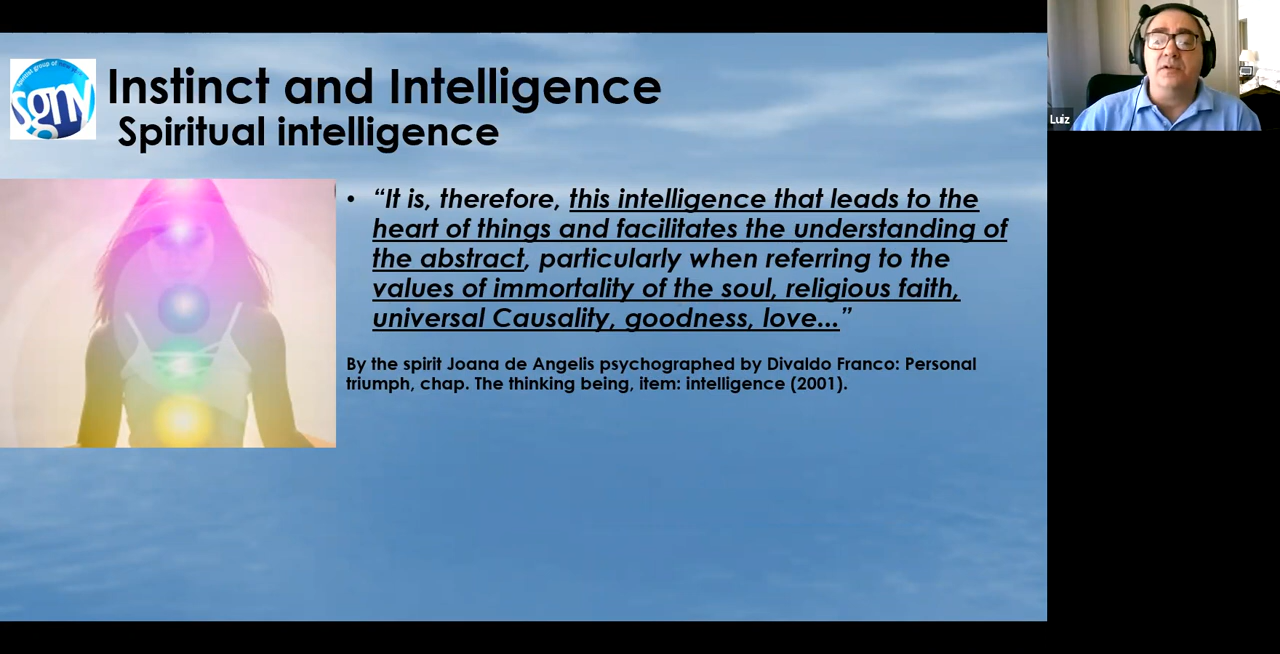 Instinct and Intelligence
Spiritual intelligence
sgny
• “It is, therefore, this intelligence that leads to the
heart of things and facilitates the understanding of
the abstract, particularly when referring to the
values of immortality of the soul, religious faith,
universal Causality, goodness, love...”
By the spirit Joana de Angelis psychographed by Divaldo Franco: Personal
triumph, chap. The thinking being, item: intelligence (2001).
Luiz